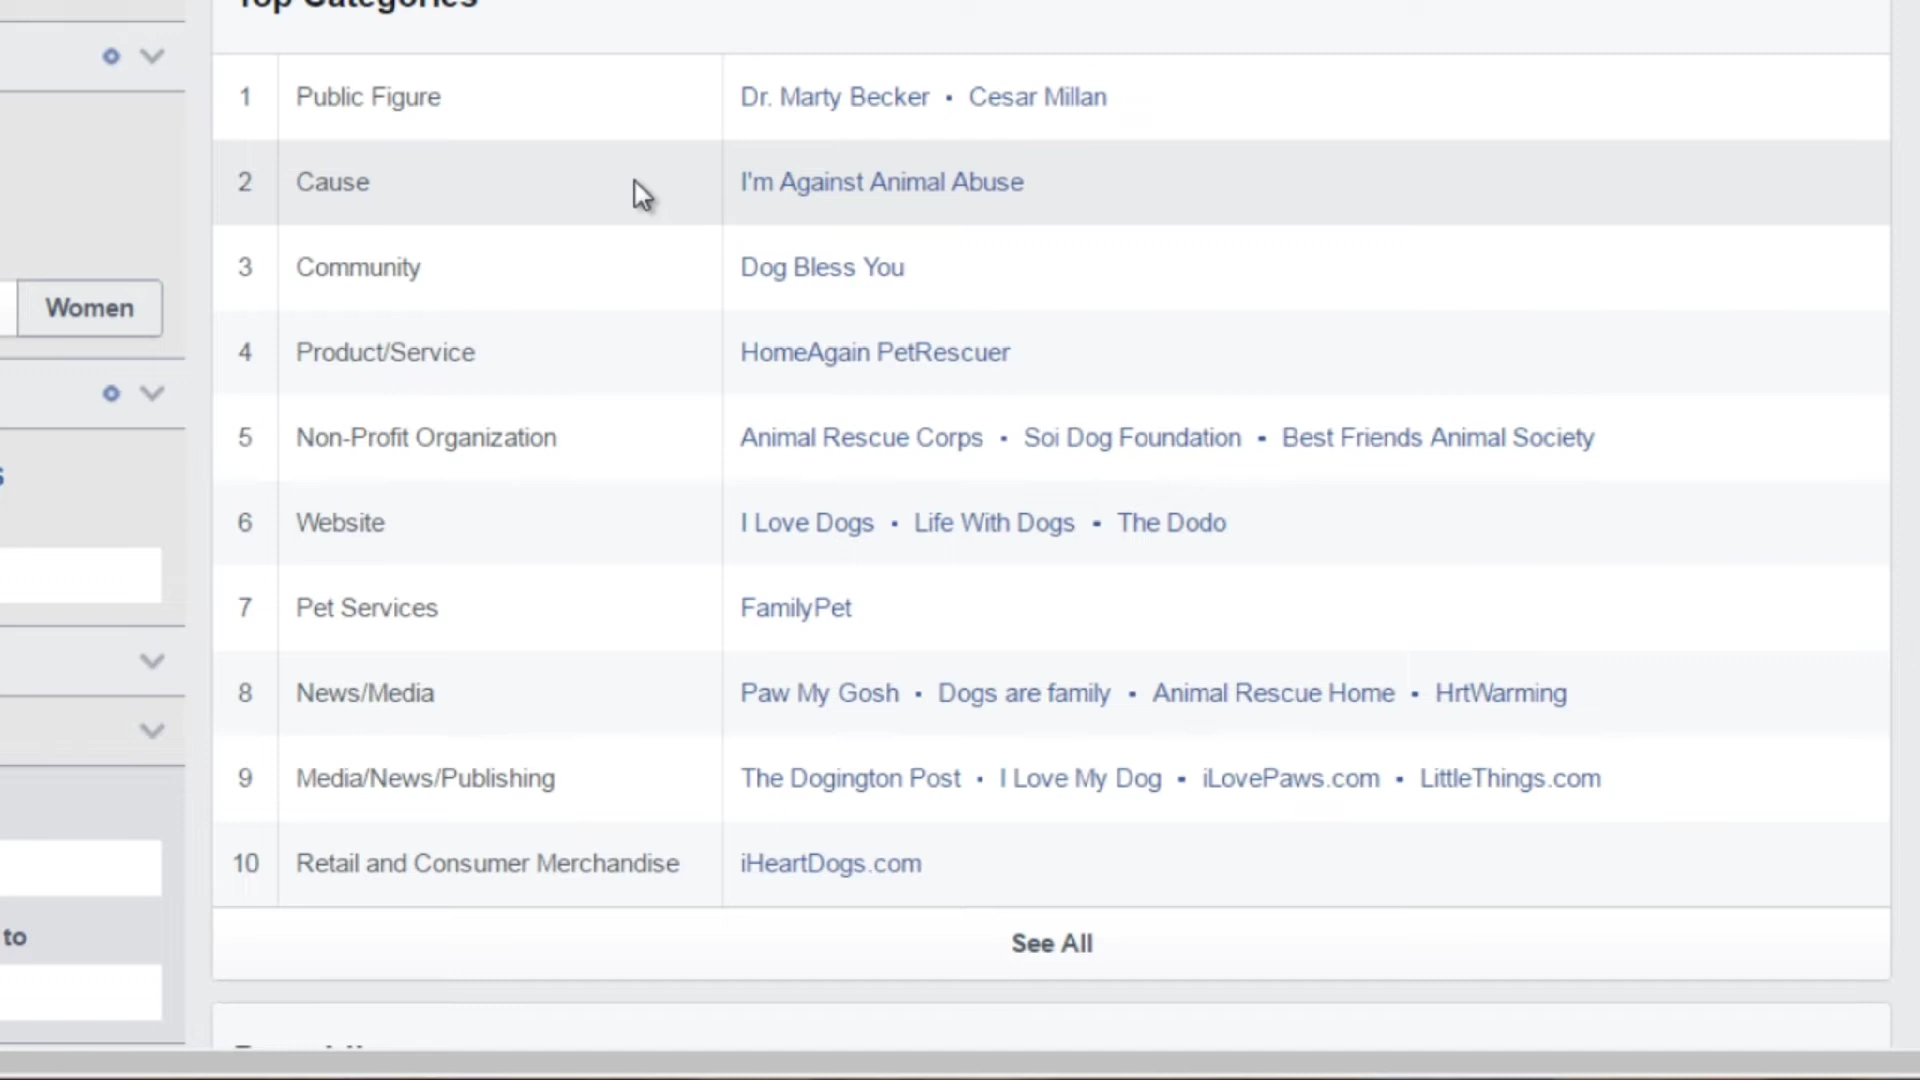 Top Categories
1 Public Figure Dr. Marty Becker • Cesar Millan
2 Cause I'm Against Animal Abuse
3 Community Dog Bless You
Women
4 Product/Service HomeAgain PetRescuer
5 Non-Profit Organization Animal Rescue Corps • Soi Dog Foundation • Best Friends Animal Society
6 Website I Love Dogs • Life With Dogs • The Dodo
7 Pet Services FamilyPet
8 News/Media Paw My Gosh • Dogs are family • Animal Rescue Home • HrtWarming
9 Media/News/Publishing The Dogington Post • I Love My Dog • iLovePaws.com • LittleThings.com
10 Retail and Consumer Merchandise iHeartDogs.com
to
See All